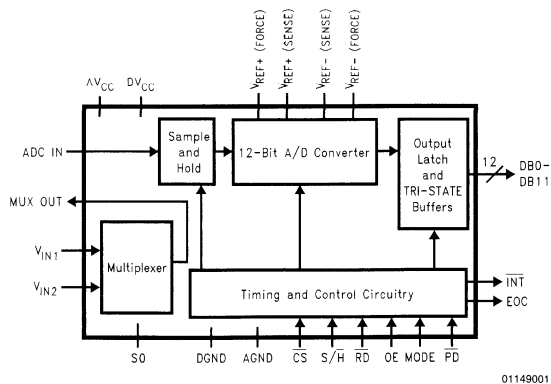 VREF+ (FORCE)
VREF+ (SENSE)
VREF- (SENSE)
VREF- (FORCE)
AVCC DVCC
Sample and Hold
12-Bit A/D Converter
Output Latch and TRI-STATE Buffers
ADC IN
12
DB0-
DB11
MUX OUT
VIN1
VIN2
Multiplexer
Timing and Control Circuitry
INT
EOC
S0 DGND AGND CS S/H RD OE MODE PD
01149001